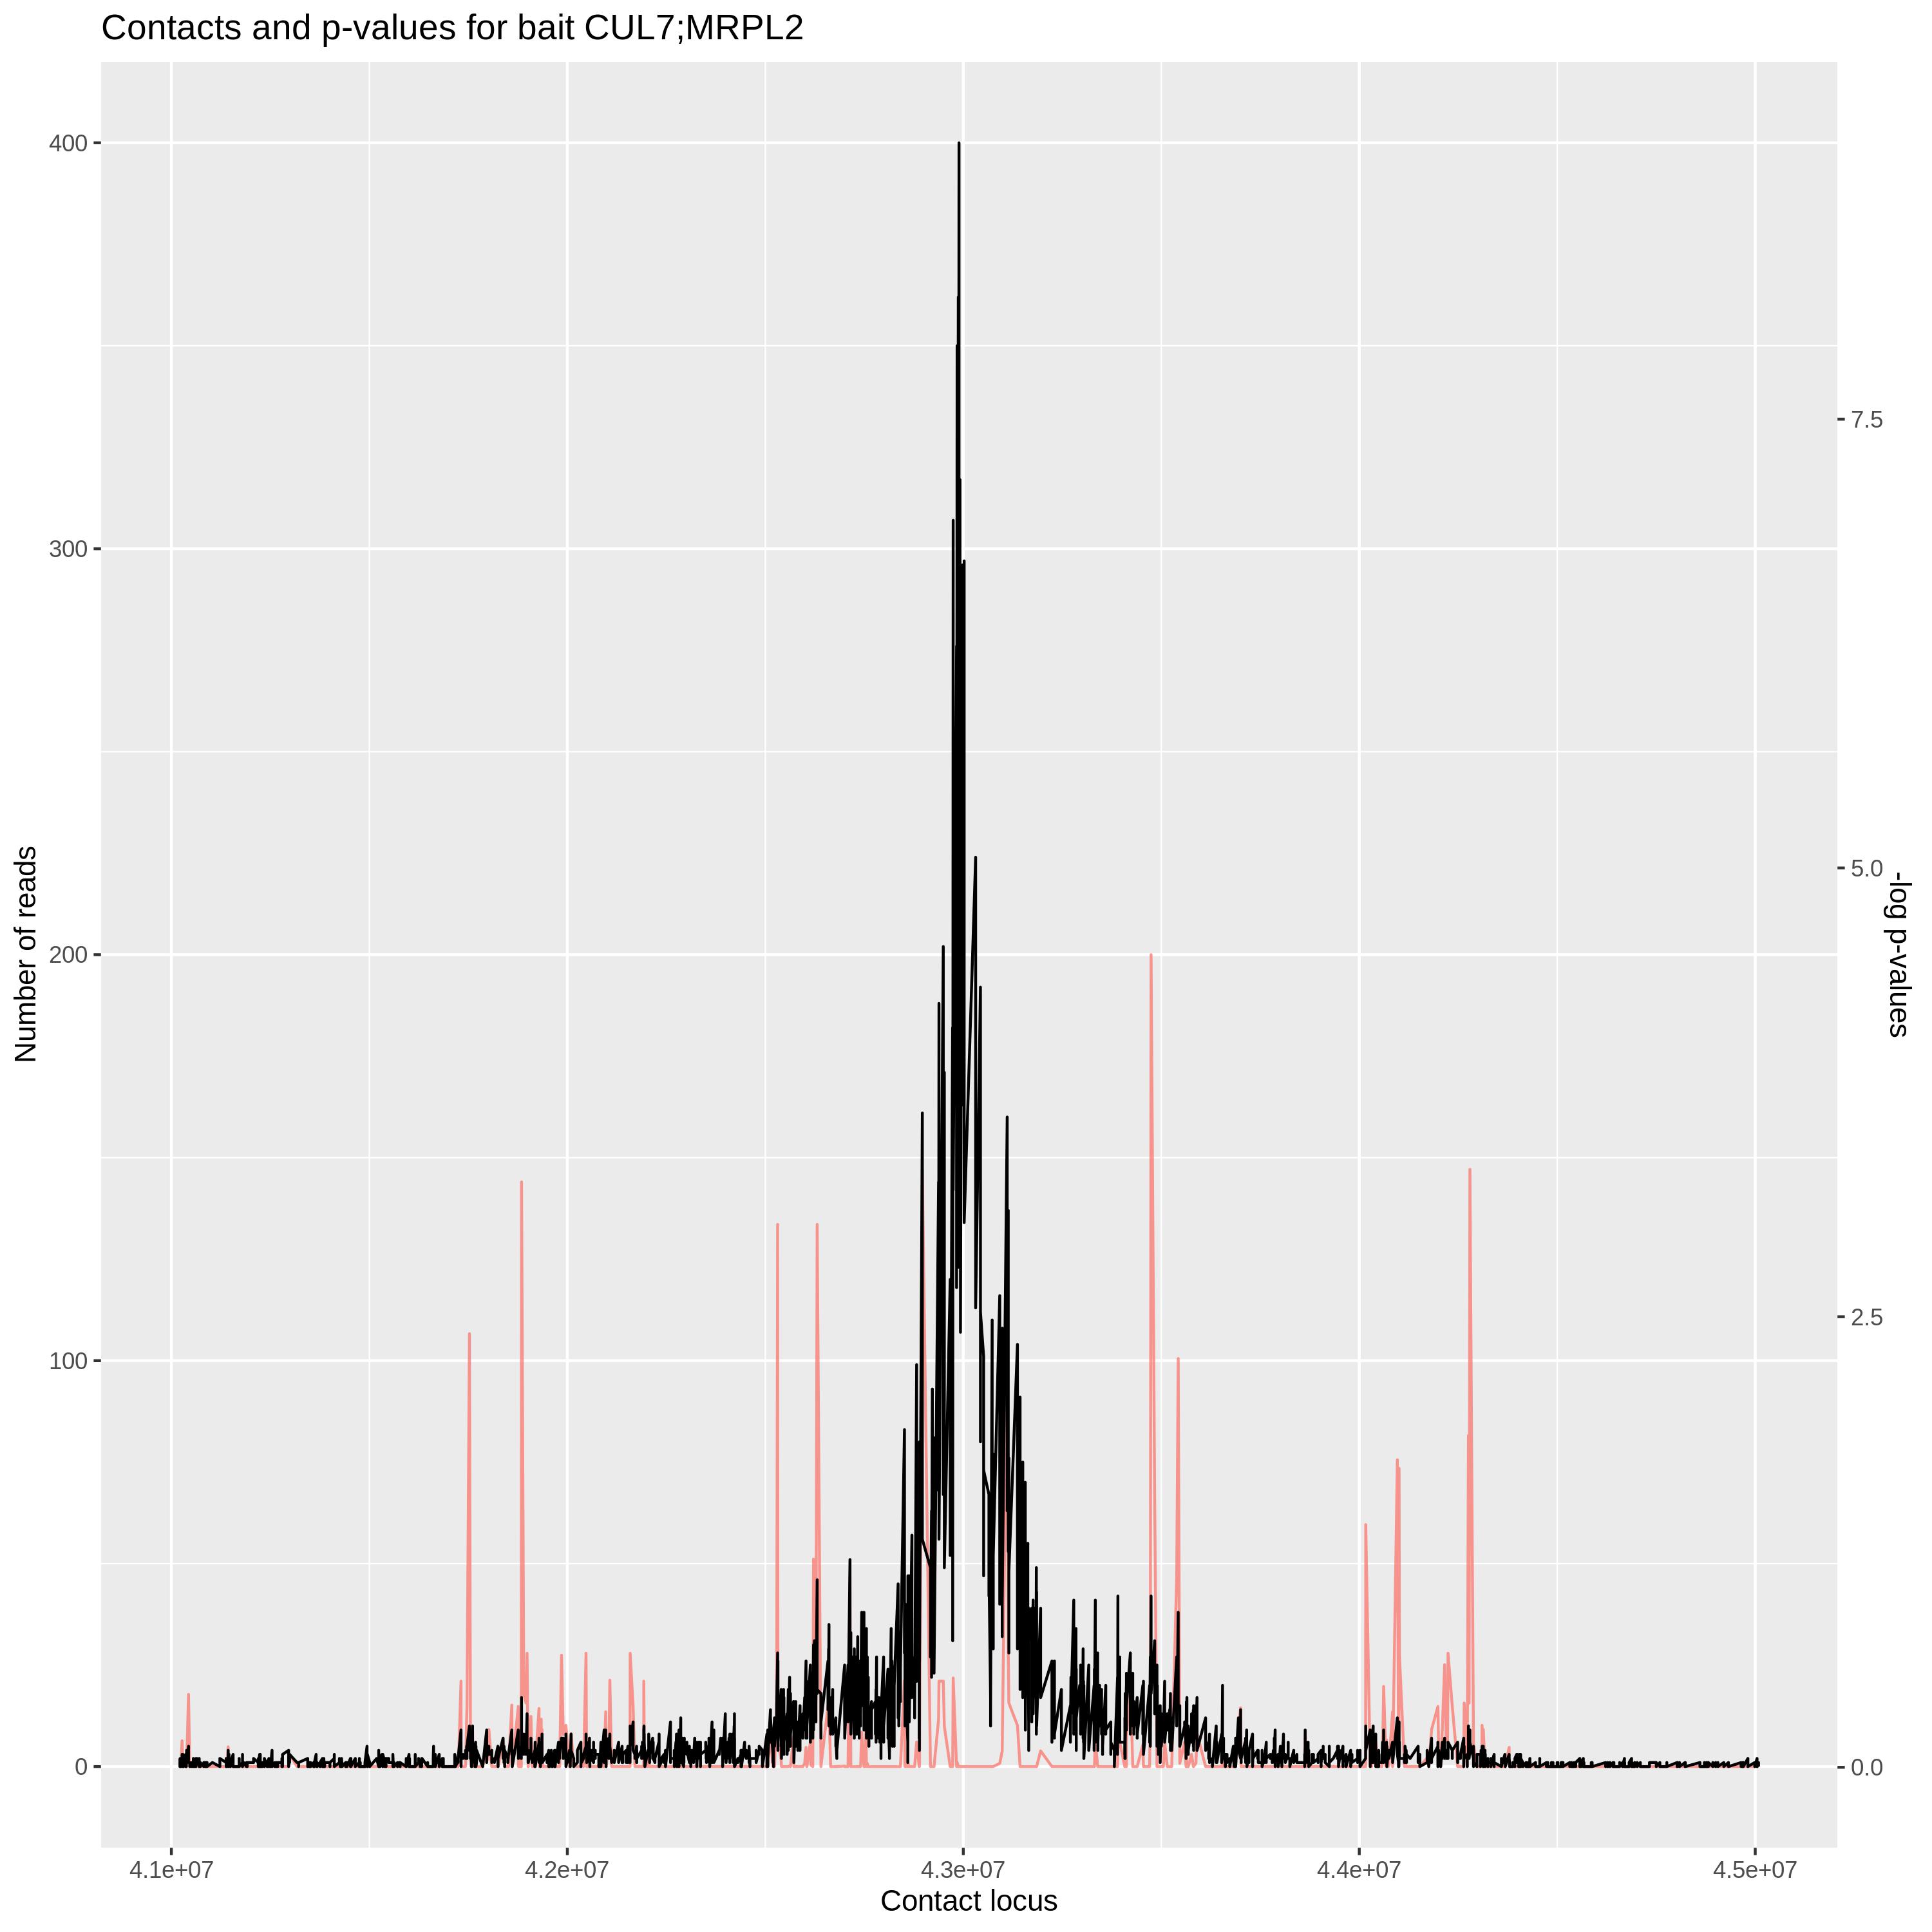 Contacts and p-values for bait CUL7;MRPL2
400
300
200
100
0
Number of reads
7.5
5.0
2.5
0.0
-log p-values
4.1e+07 4.2e+07 4.3e+07 4.4e+07 4.5e+07
Contact locus